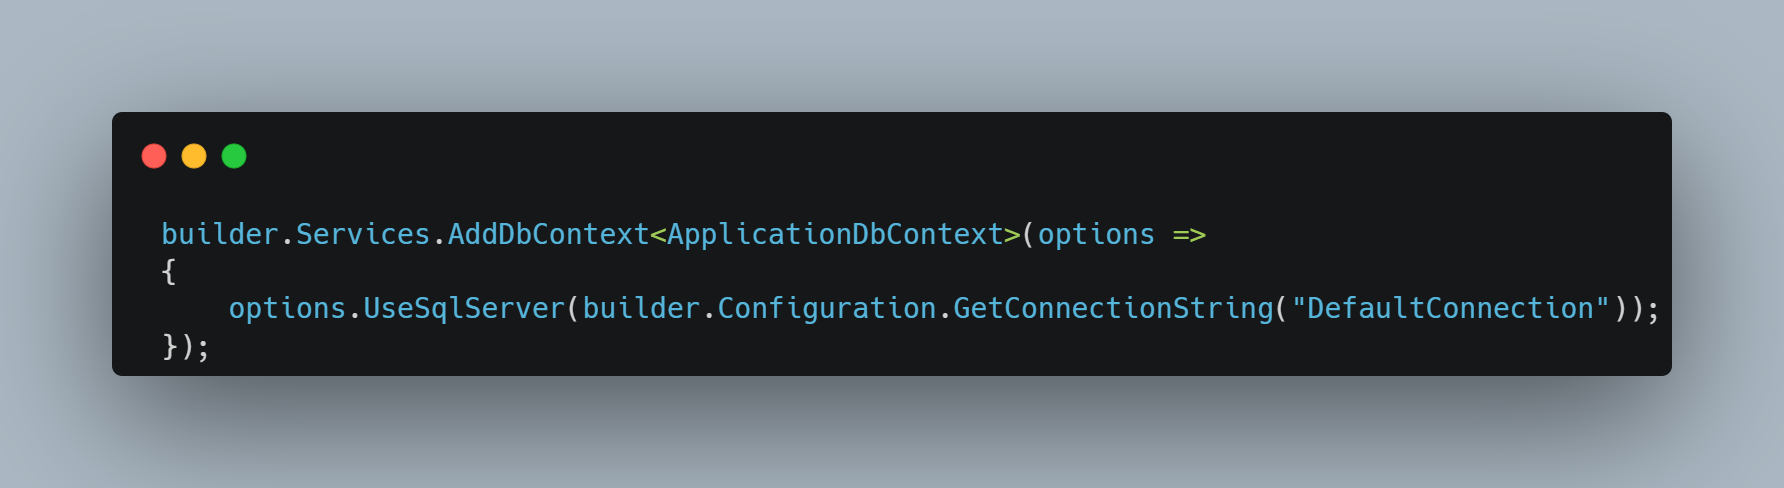 builder.Services.AddDbContext<ApplicationDbContext>(options =>
{
    options.UseSqlServer(builder.Configuration.GetConnectionString("DefaultConnection"));
});